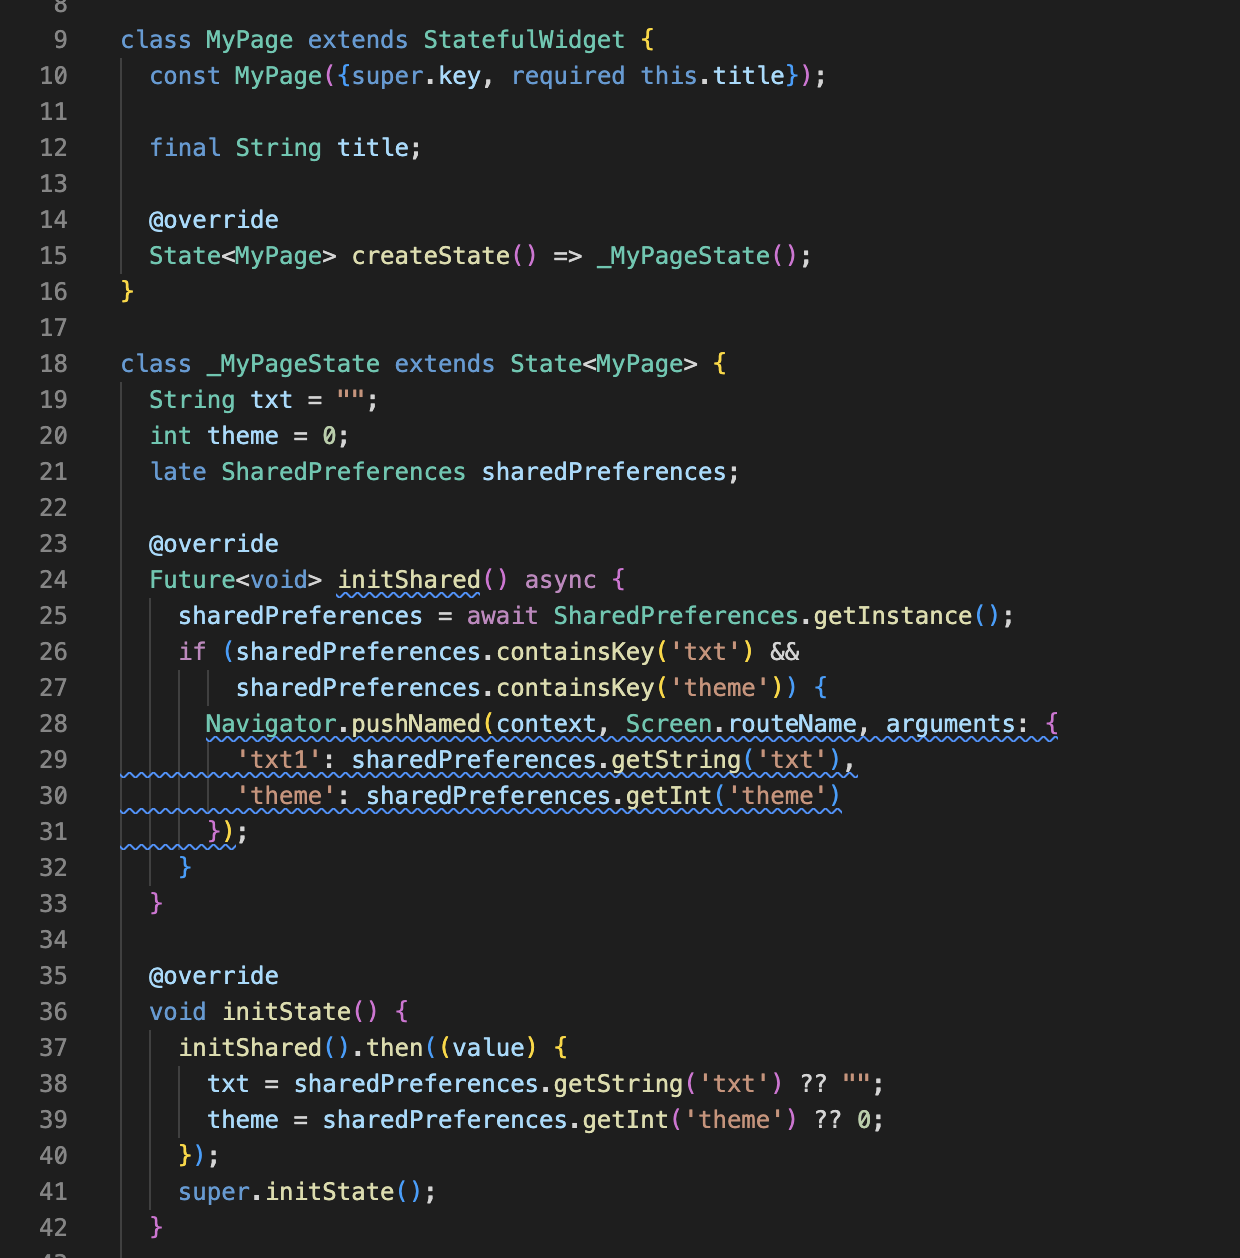 8
9 class MyPage extends StatefulWidget {
10 const MyPage({super.key, required this.title});
11
12 final String title;
13
14 @override
15 State<MyPage> createState() => _MyPageState();
16 }
17
18 class _MyPageState extends State<MyPage> {
19 String txt = "";
20 int theme = 0;
21 late SharedPreferences sharedPreferences;
22
23 @override
24 Future<void> initShared() async {
25 sharedPreferences = await SharedPreferences.getInstance();
26 if (sharedPreferences.containsKey('txt') &&
27 sharedPreferences.containsKey('theme')) {
28 Navigator.pushNamed(context, Screen.routeName, arguments: {
29 'txt1': sharedPreferences.getString('txt'),
30 'theme': sharedPreferences.getInt('theme')
31 });
32 }
33 }
34
35 @override
36 void initState() {
37 initShared().then((value) {
38 txt = sharedPreferences.getString('txt') ?? "";
39 theme = sharedPreferences.getInt('theme') ?? 0;
40 });
41 super.initState();
42 }